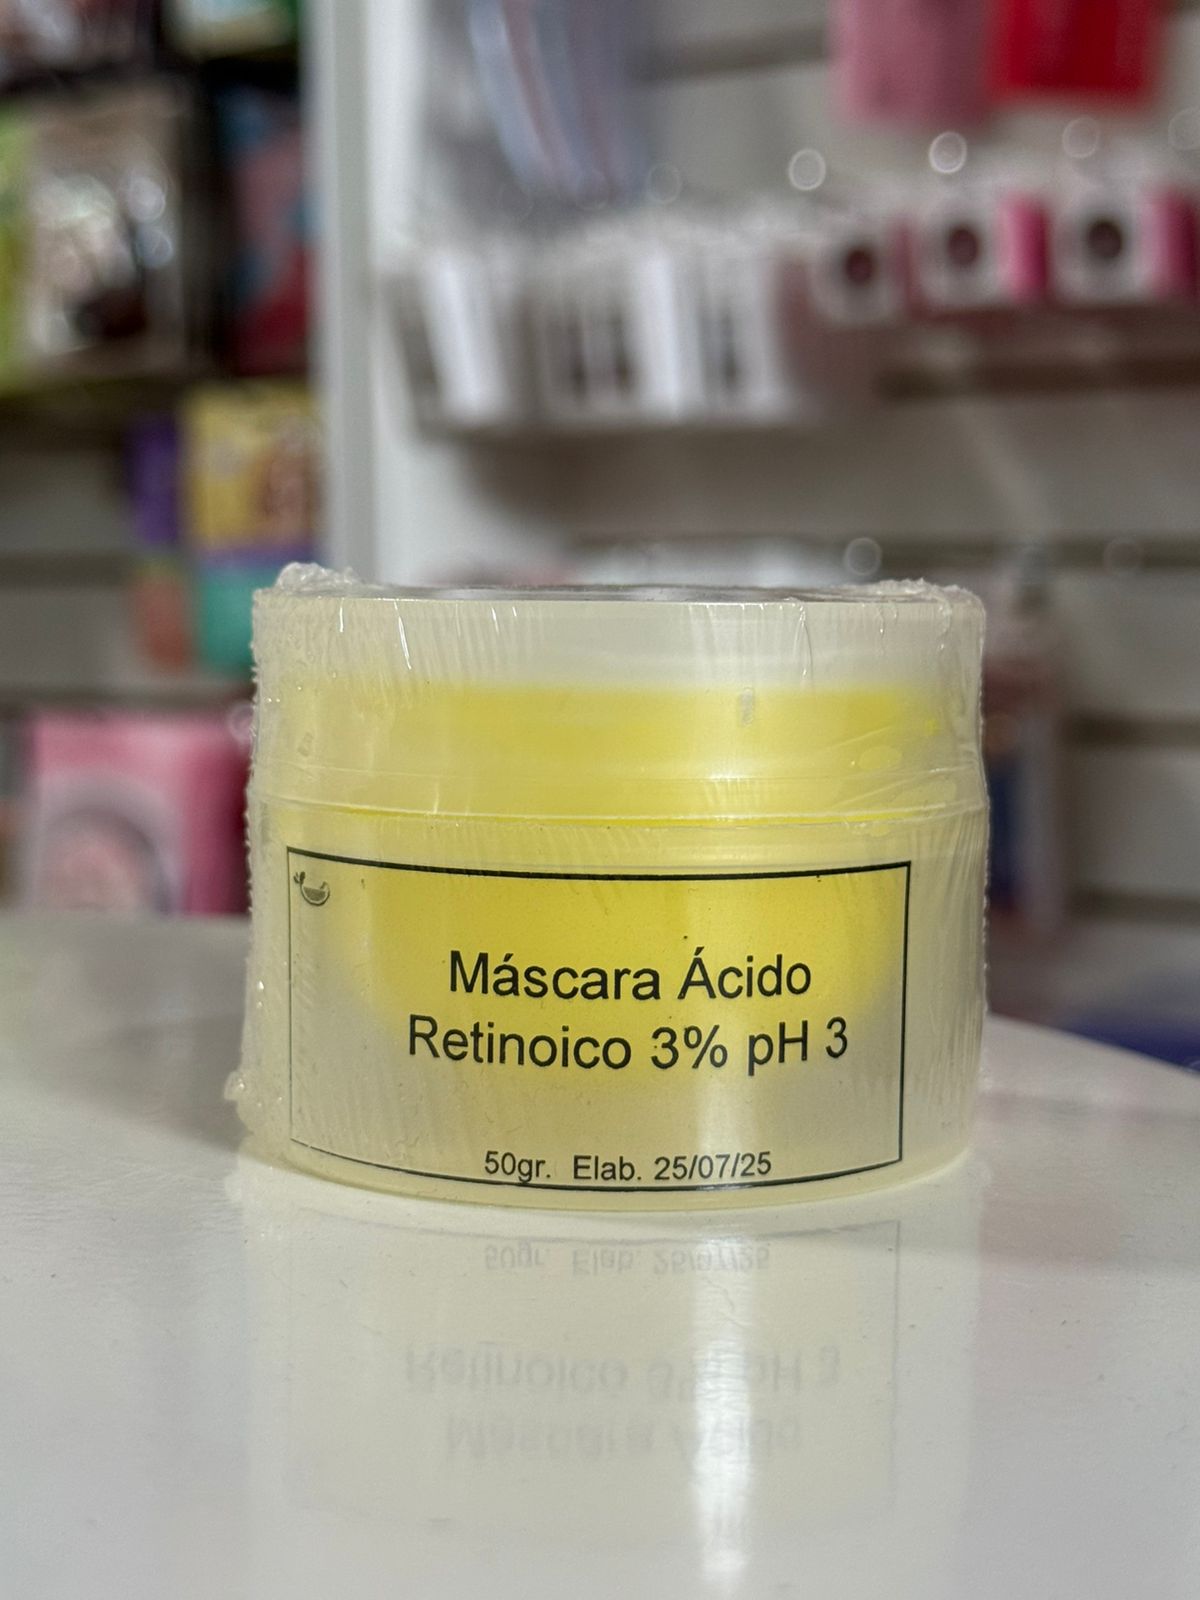 Máscara Ácido
Retinoico 3% pH 3
50gr. Elab. 25/07/25